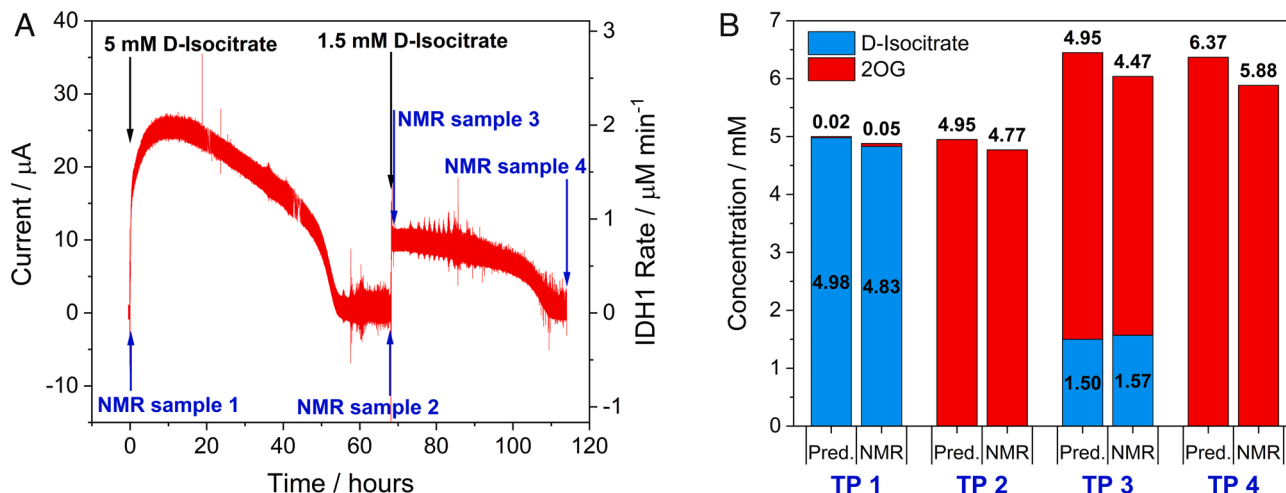 A
5 mM D-Isocitrate
1.5 mM D-Isocitrate
NMR sample 3
NMR sample 4
NMR sample 1
NMR sample 2
Current / μA
40
30
20
10
0
-10
IDH1 Rate / μM min⁻¹
3
2
1
0
-1
0 20 40 60 80 100 120
Time / hours
B
D-Isocitrate
2OG
Concentration / mM
7
6
5
4
3
2
1
0
0.02 0.05 4.95 4.77 4.95 4.47 6.37 5.88
4.98 4.83
1.50 1.57
Pred. NMR Pred. NMR Pred. NMR Pred. NMR
TP 1 TP 2 TP 3 TP 4